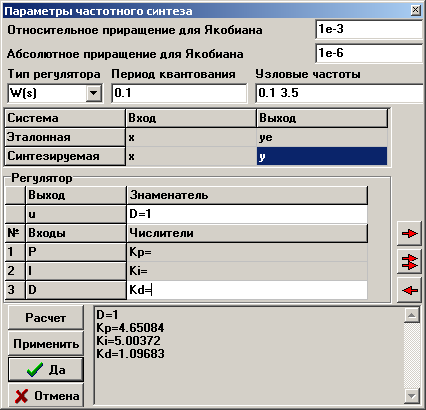 Параметры частотного синтеза
Относительное приращение для Якобиана 1e-3
Абсолютное приращение для Якобиана 1e-6
Тип регулятора Период квантования Узловые частоты
W(s) 0.1 0.1 3.5
Система Вход Выход
Эталонная x ye
Синтезируемая x y
Регулятор
Выход Знаменатель
u D=1
№ Входы Числители
1 P Kp=
2 I Ki=
3 D Kd=
Расчет
Применить
Да
Отмена
D=1
Kp=4.65084
Ki=5.00372
Kd=1.09683